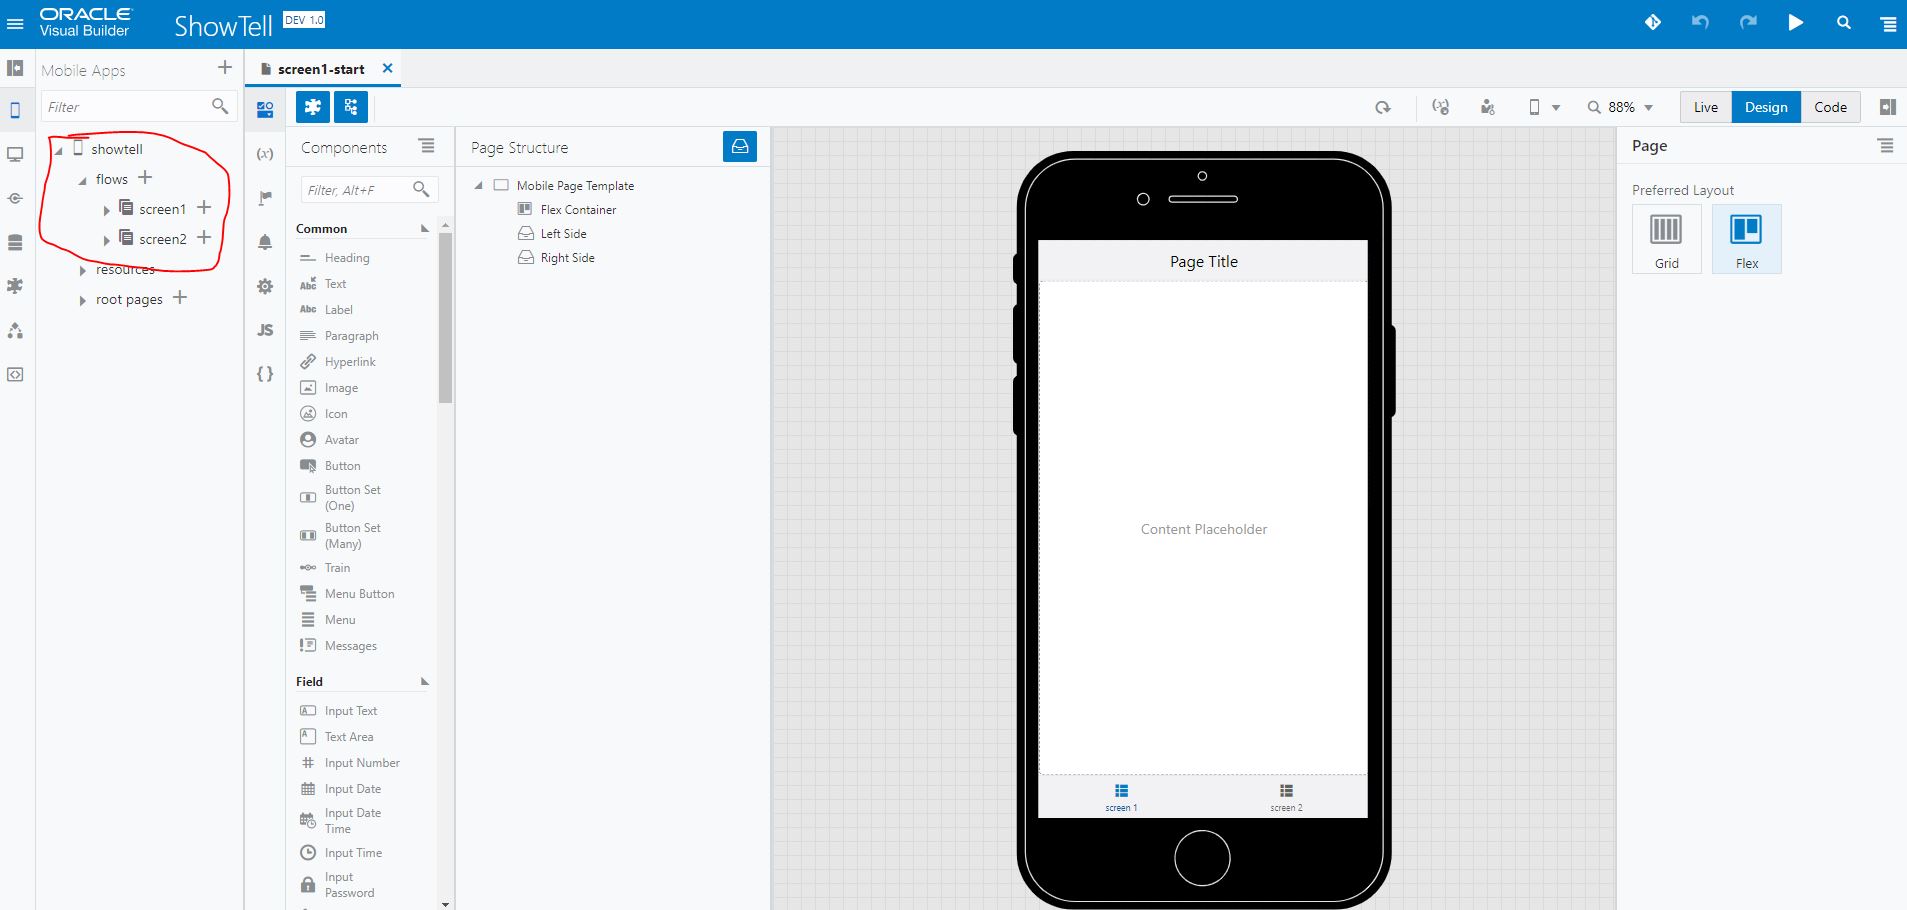 ORACLE
Visual Builder
ShowTell
DEV 1.0
Mobile Apps
screen1-start
Filter
88%
Live
Design
Code
showtell
flows
screen1
screen2
resources
root pages
(x)
JS
{ }
Components
Filter, Alt+F
Common
Heading
Abc
Text
Abc
Label
Paragraph
Hyperlink
Image
Icon
Avatar
Button
Button Set
(One)
Button Set
(Many)
Train
Menu Button
Menu
Messages
Field
Input Text
Text Area
Input Number
Input Date
Input Date
Time
Input Time
Input
Password
Page Structure
Mobile Page Template
Flex Container
Left Side
Right Side
Page Title
Content Placeholder
screen 1
screen 2
Page
Preferred Layout
Grid
Flex